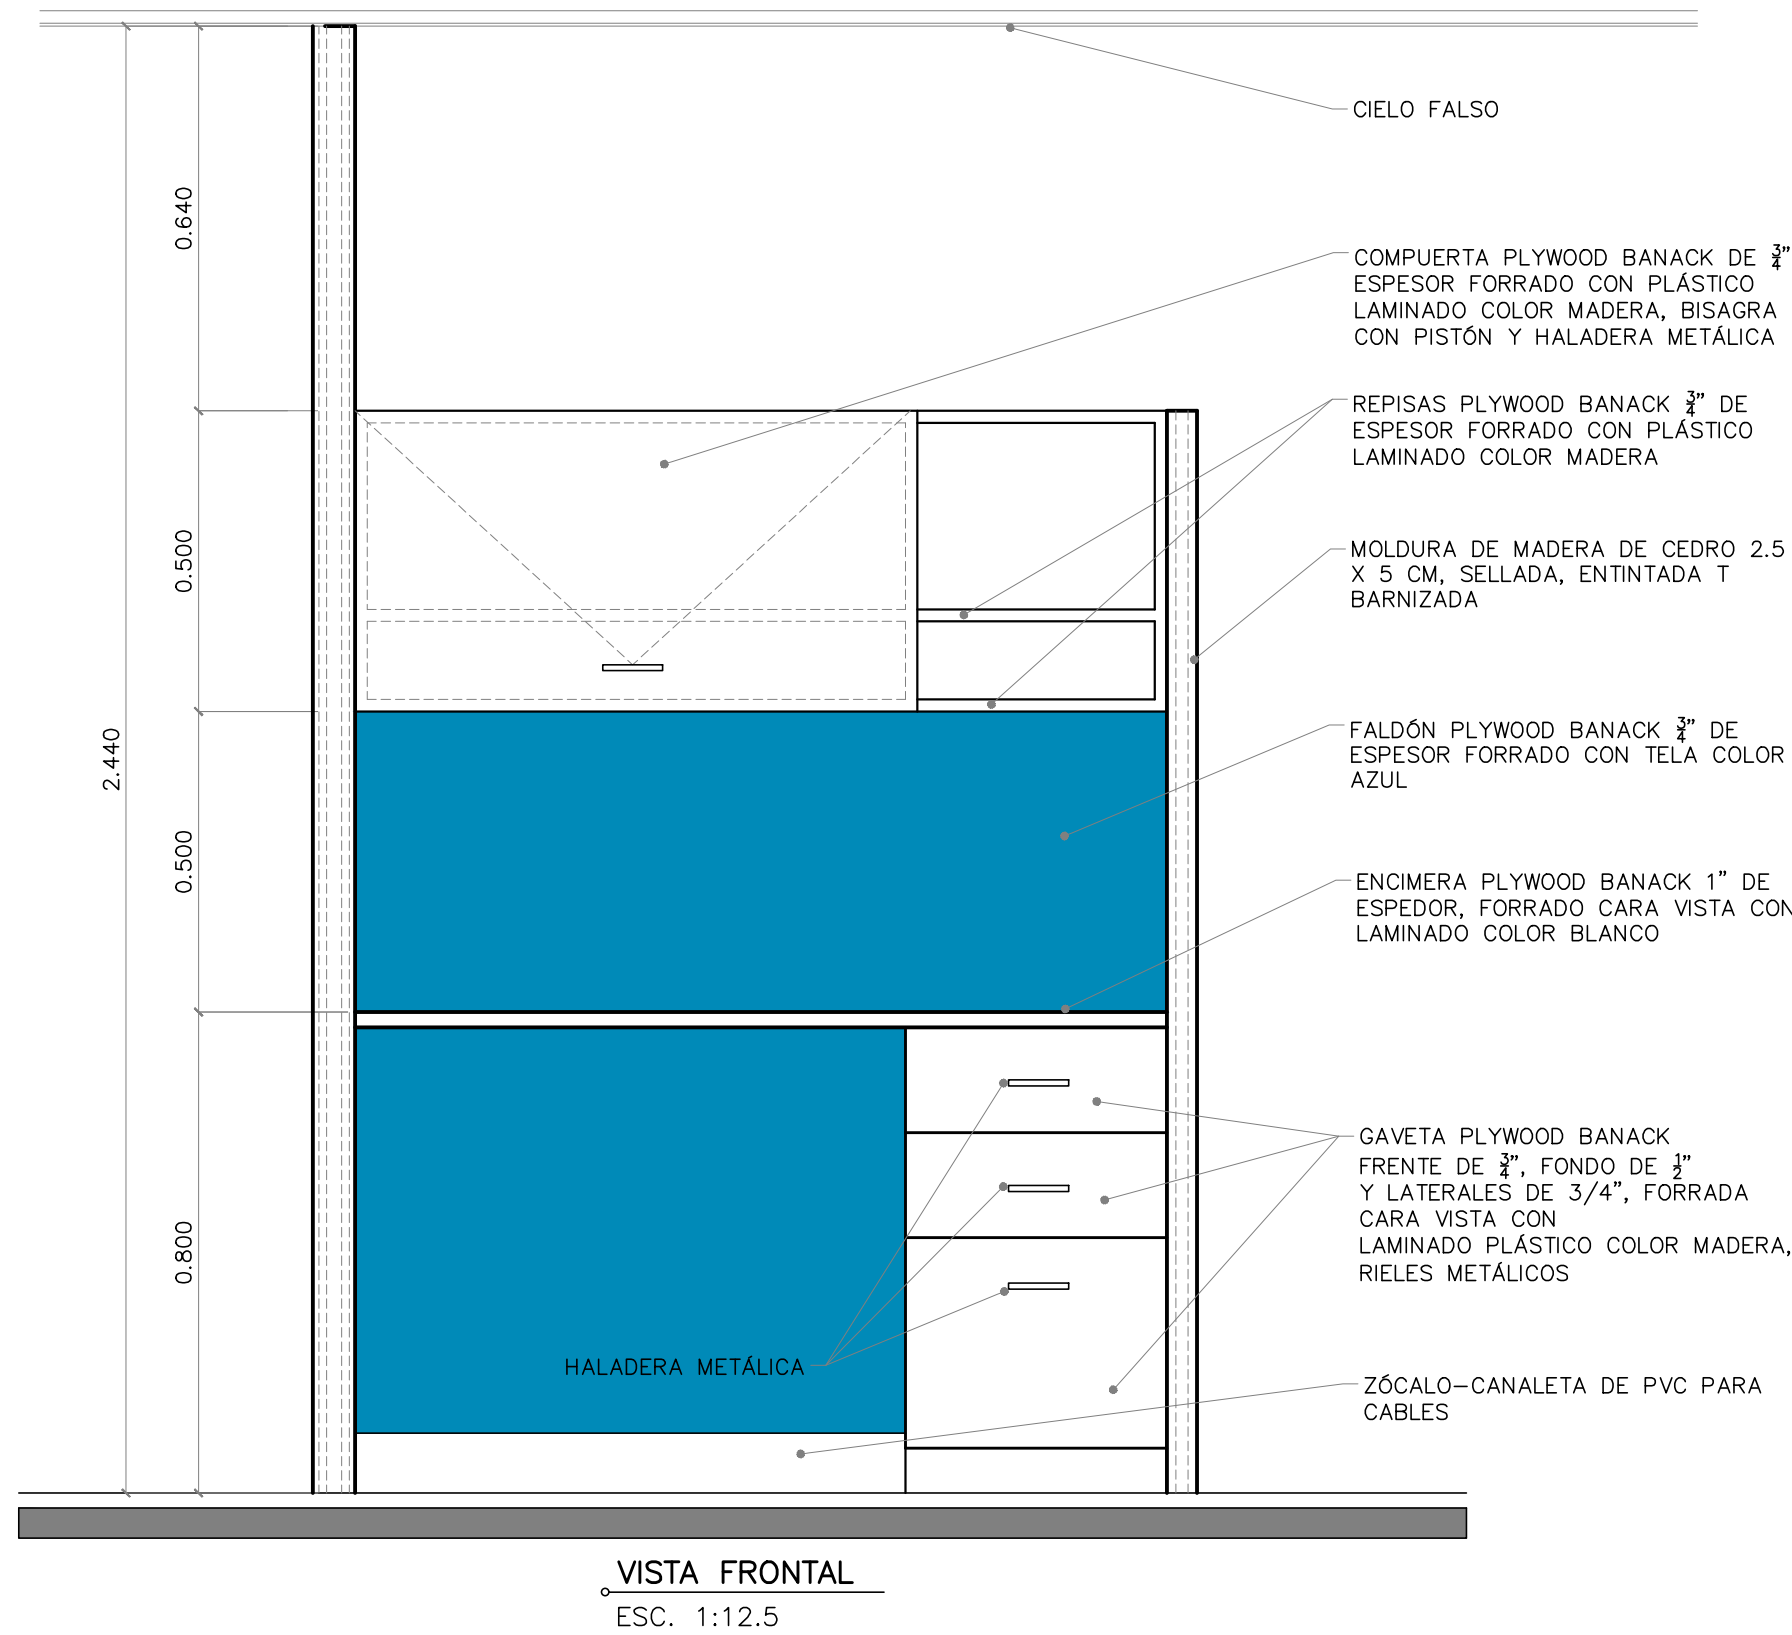 CIELO FALSO
0.640
COMPUERTA PLYWOOD BANACK DE 3/4"
ESPESOR FORRADO CON PLÁSTICO
LAMINADO COLOR MADERA, BISAGRA
CON PISTÓN Y HALADERA METÁLICA
REPISAS PLYWOOD BANACK 3/4" DE
ESPESOR FORRADO CON PLÁSTICO
LAMINADO COLOR MADERA
0.500
MOLDURA DE MADERA DE CEDRO 2.5
X 5 CM, SELLADA, ENTINTADA T
BARNIZADA
2.440
FALDÓN PLYWOOD BANACK 3/4" DE
ESPESOR FORRADO CON TELA COLOR
AZUL
0.500
ENCIMERA PLYWOOD BANACK 1" DE
ESPEDOR, FORRADO CARA VISTA CON
LAMINADO COLOR BLANCO
0.800
GAVETA PLYWOOD BANACK
FRENTE DE 3/4", FONDO DE 1/2"
Y LATERALES DE 3/4", FORRADA
CARA VISTA CON
LAMINADO PLÁSTICO COLOR MADERA,
RIELES METÁLICOS
HALADERA METÁLICA
ZÓCALO-CANALETA DE PVC PARA
CABLES
VISTA FRONTAL
ESC. 1:12.5